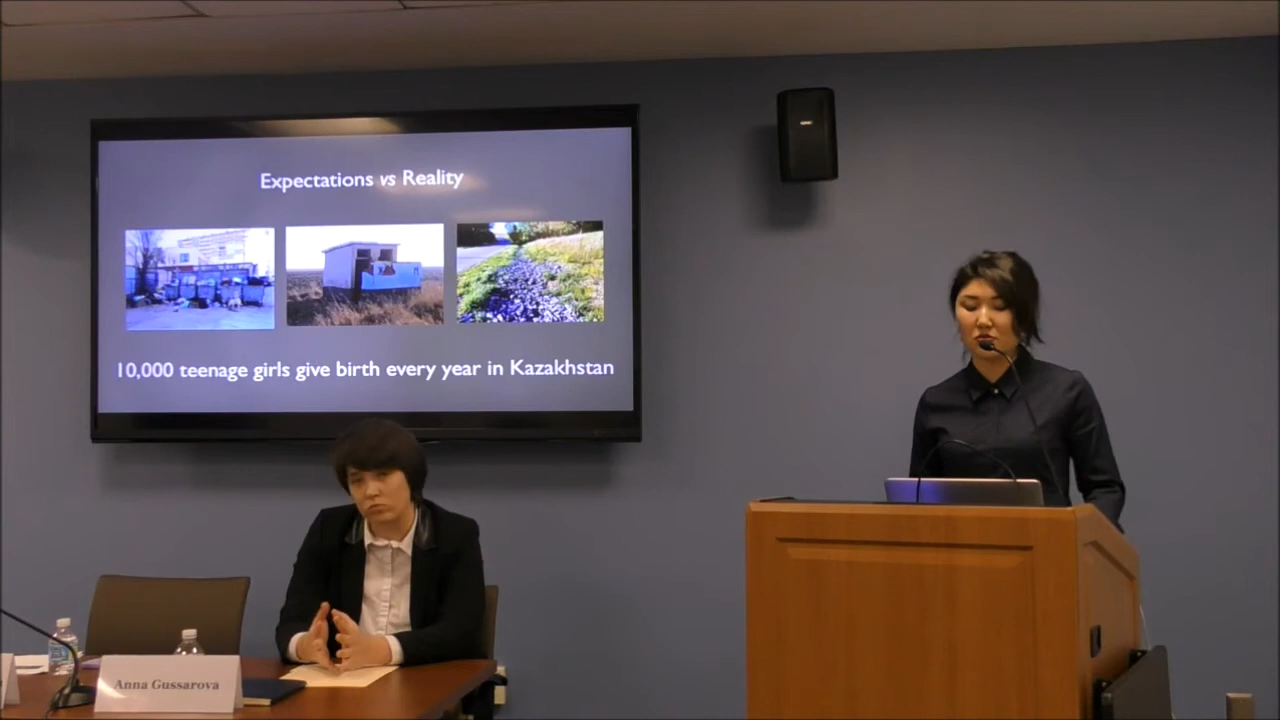 Expectations vs Reality
10,000 teenage girls give birth every year in Kazakhstan
Anna Gussarova